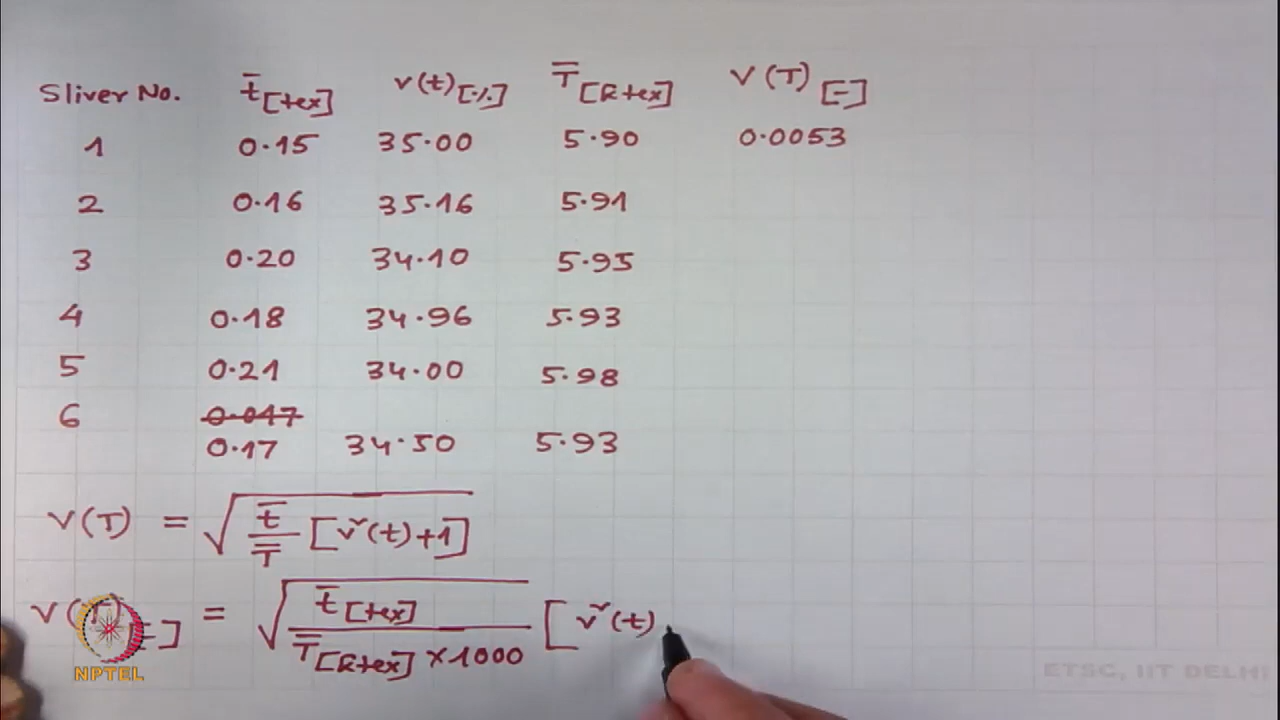 Sliver No. t̄[tex] v(t)[%] T̄[ktex] V(T)[-]
1 0.15 35.00 5.90 0.0053
2 0.16 35.16 5.91
3 0.20 34.10 5.95
4 0.18 34.96 5.93
5 0.21 34.00 5.98
6 0.047
0.17 34.50 5.93
V(T) = √(t̄/T̄ [v²(t)+1])
V(T)[-] = √(t̄[tex] / T̄[ktex] × 1000) [v²(t)
NPTEL
ETSC, IIT DELHI